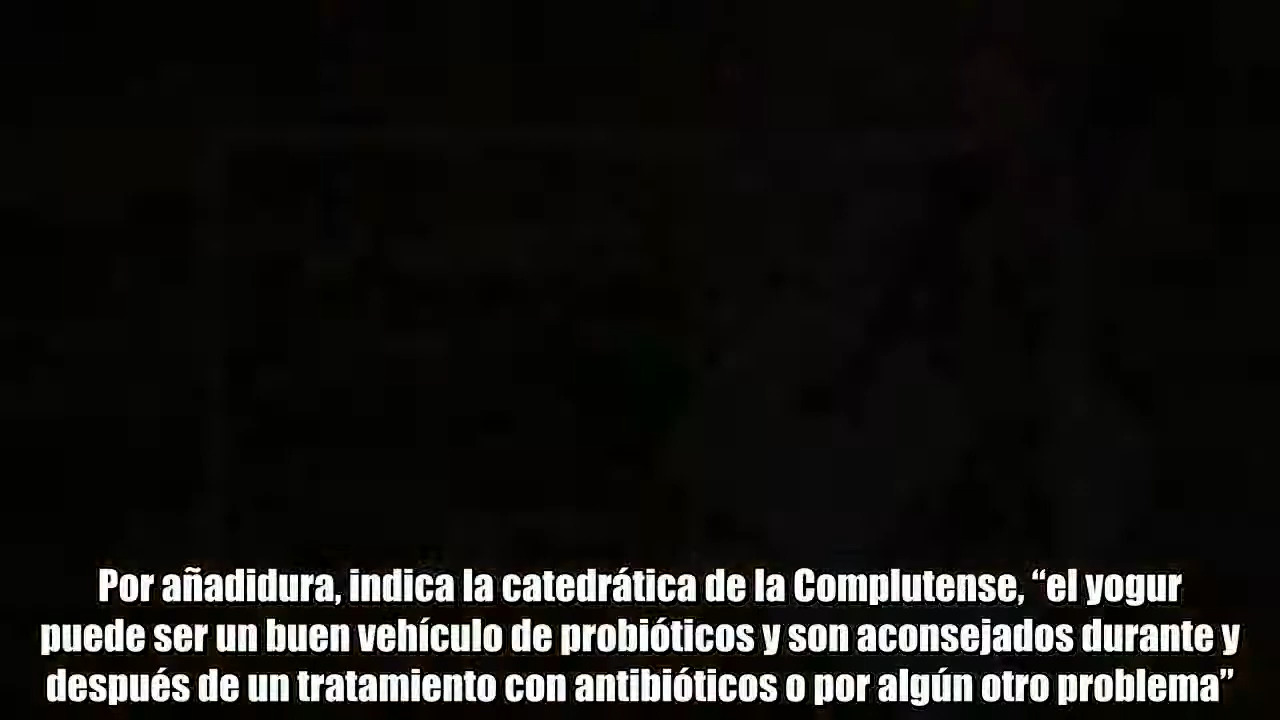 Por añadidura, indica la catedrática de la Complutense, “el yogur
puede ser un buen vehículo de probióticos y son aconsejados durante y
después de un tratamiento con antibióticos o por algún otro problema”